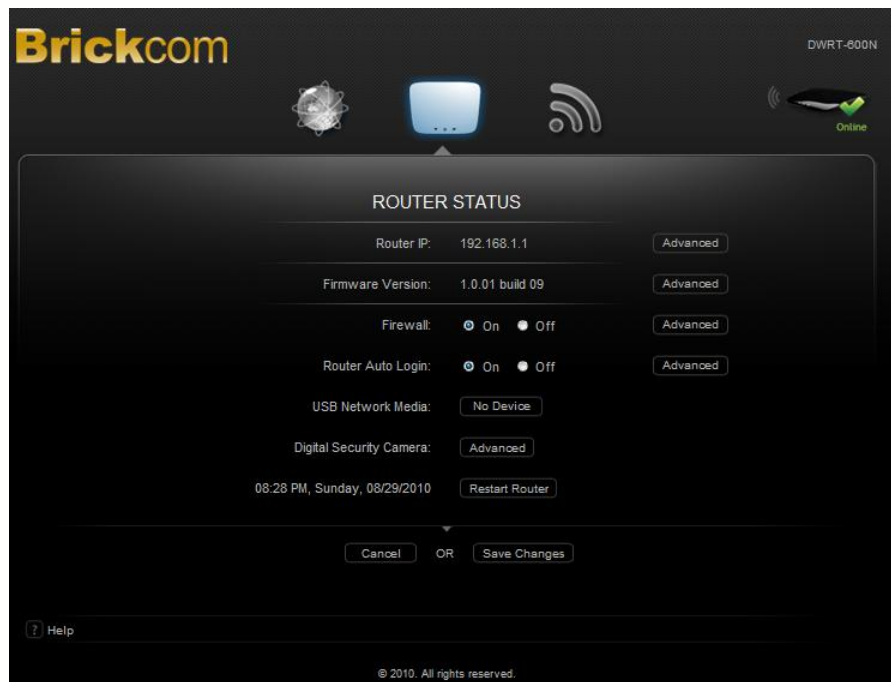 Brickcom
DWRT-600N
Online
ROUTER STATUS
Router IP: 192.168.1.1 Advanced
Firmware Version: 1.0.01 build 09 Advanced
Firewall: On Off Advanced
Router Auto Login: On Off Advanced
USB Network Media: No Device
Digital Security Camera: Advanced
08:28 PM, Sunday, 08/29/2010 Restart Router
Cancel OR Save Changes
? Help
© 2010. All rights reserved.